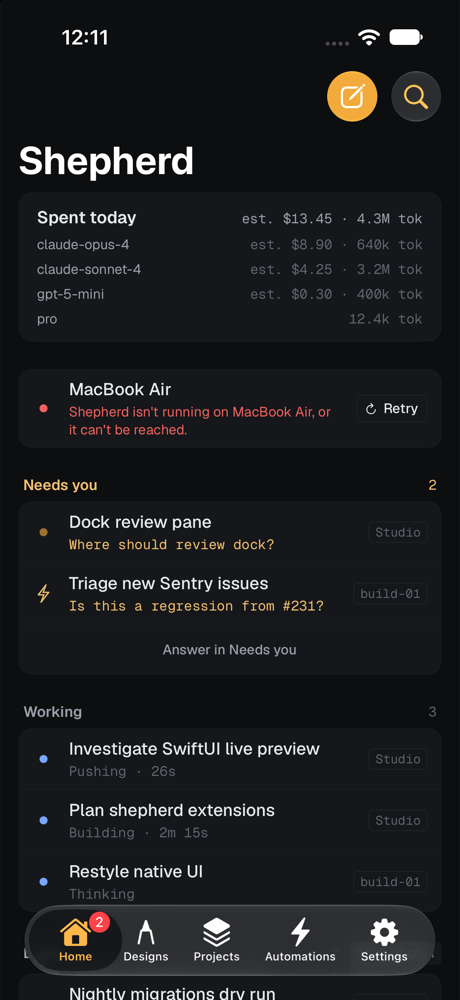 12:11
Shepherd
Spent today est. $13.45 · 4.3M tok
claude-opus-4 est. $8.90 · 640k tok
claude-sonnet-4 est. $4.25 · 3.2M tok
gpt-5-mini est. $0.30 · 400k tok
pro 12.4k tok
MacBook Air
Shepherd isn't running on MacBook Air, or
it can't be reached.
Retry
Needs you 2
Dock review pane
Where should review dock?
Studio
Triage new Sentry issues
Is this a regression from #231?
build-01
Answer in Needs you
Working 3
Investigate SwiftUI live preview
Pushing · 26s
Studio
Plan shepherd extensions
Building · 2m 15s
Studio
Restyle native UI
Thinking
build-01
2
Home Designs Projects Automations Settings
Nightly migrations dry run